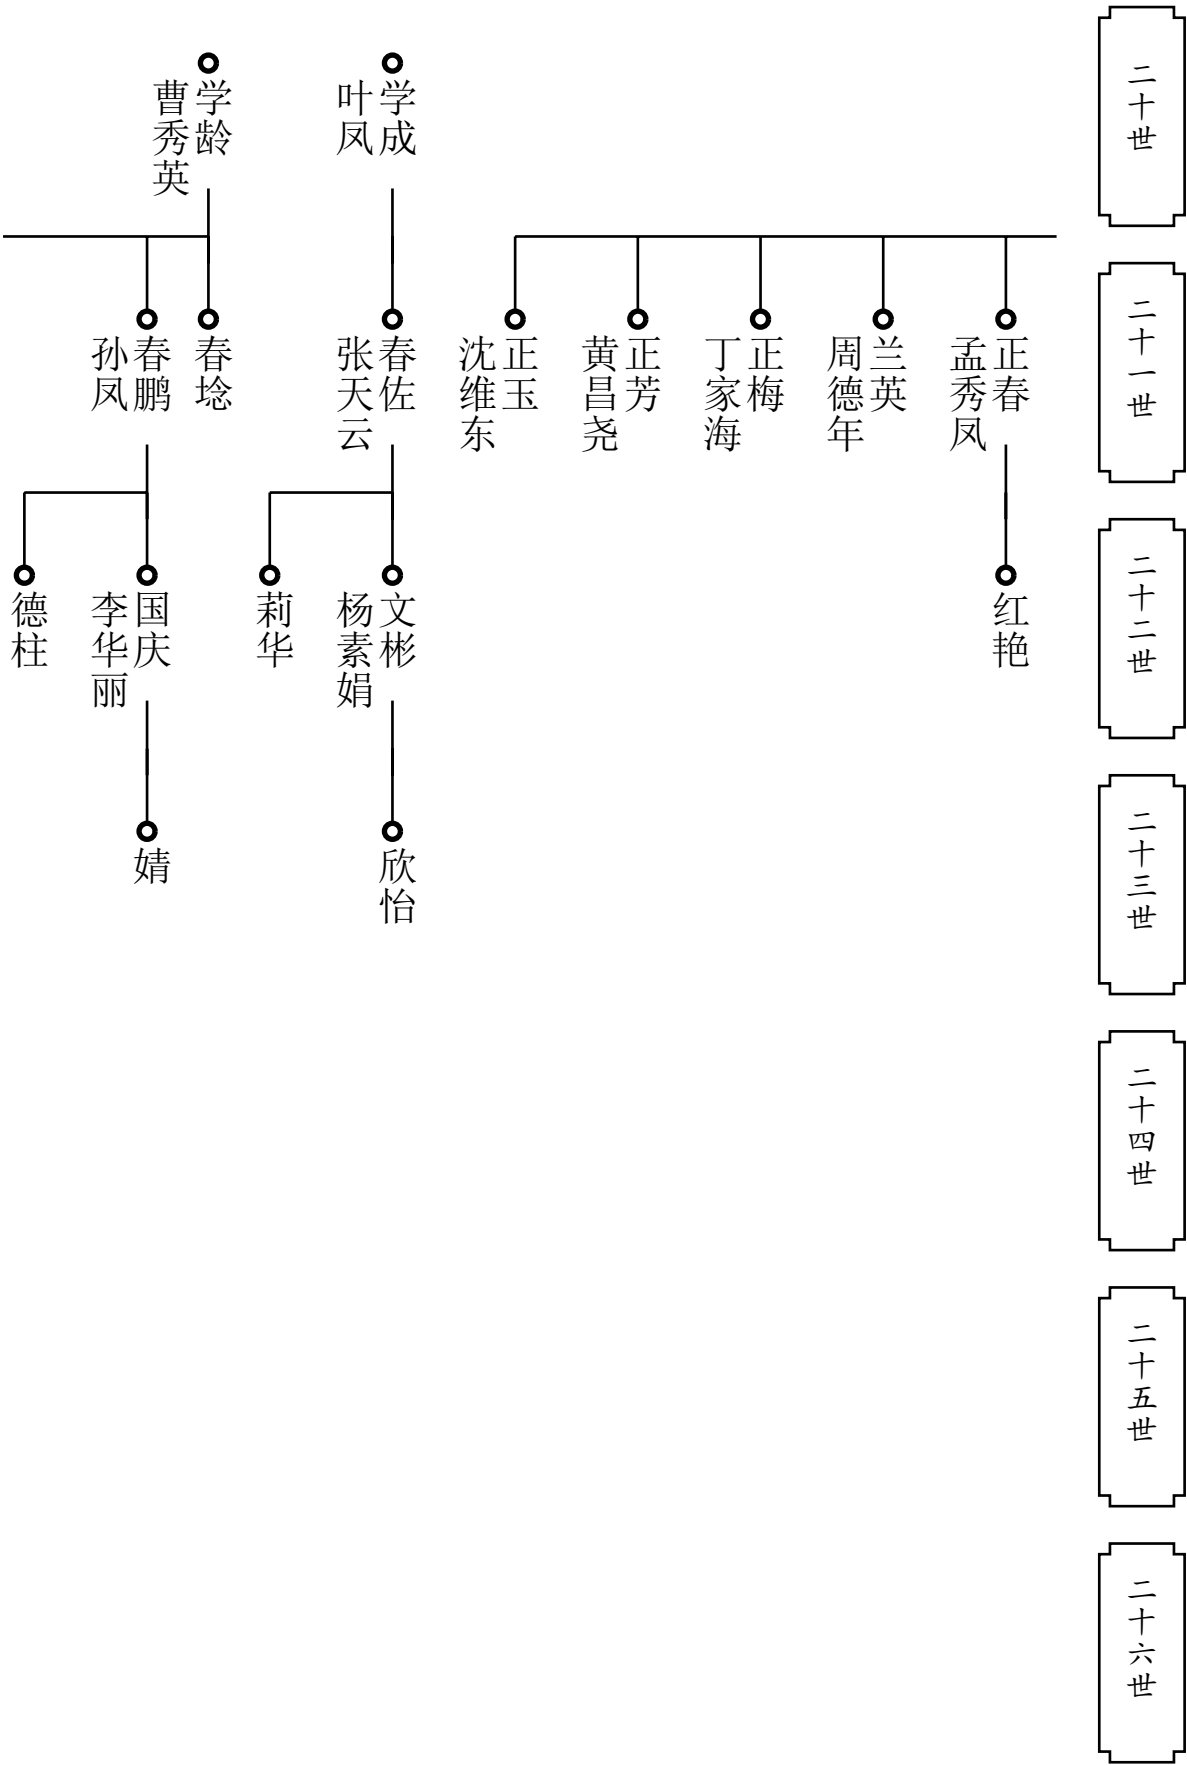 二十世
二十一世
二十二世
二十三世
二十四世
二十五世
二十六世
正春
孟秀凤
红艳
兰英
周德年
正梅
丁家海
正芳
黄昌尧
正玉
沈维东
学成
叶凤
春佐
张天云
文彬
杨素娟
欣怡
莉华
学龄
曹秀英
春埝
春鹏
孙凤
国庆
李华丽
婧
德柱